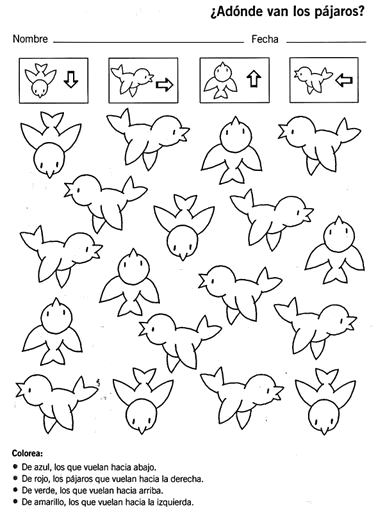 ¿Adónde van los pájaros?
Nombre Fecha
Colorea:
● De azul, los que vuelan hacia abajo.
● De rojo, los pájaros que vuelan hacia la derecha.
● De verde, los que vuelan hacia arriba.
● De amarillo, los que vuelan hacia la izquierda.